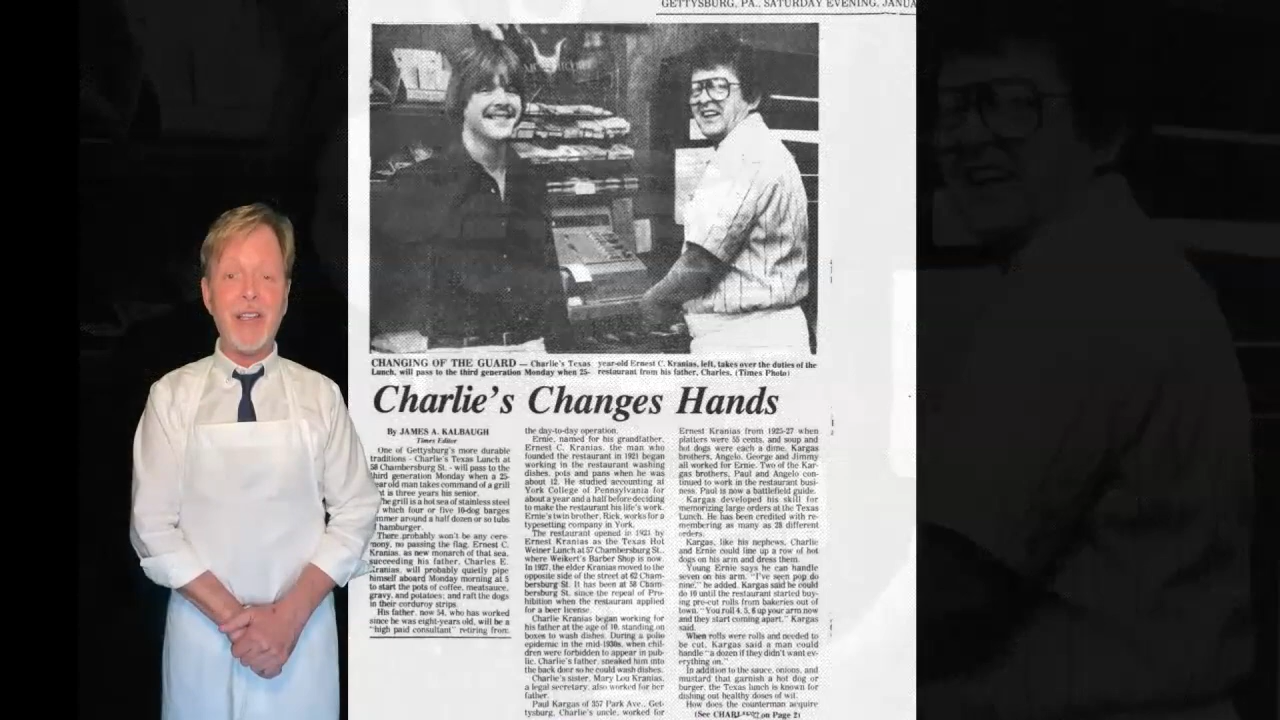 GETTYSBURG, PA., SATURDAY EVENING, JANUA
CHANGING OF THE GUARD — Charlie's Texas
Lunch, will pass to the third generation Monday when 25-
year-old Ernest C. Kranias, left, takes over the duties of the
restaurant from his father, Charles. (Times Photo)
Charlie's Changes Hands
By JAMES A. KALBAUGH
Times Editor
One of Gettysburg's more durable
traditions - Charlie's Texas Lunch at
58 Chambersburg St. - will pass to the
third generation Monday when a 25-
year old man takes command of a grill
t is three years his senior.
he grill is a hot sea of stainless steel
which four or five 10-dog barges
mmer around a half dozen or so tubs
f hamburger.
There probably won't be any cere-
mony, no passing the flag. Ernest C.
Kranias, as new monarch of that sea,
succeeding his father, Charles E.
Kranias, will probably quietly pipe
himself aboard Monday morning at 5
to start the pots of coffee, meatsauce,
gravy, and potatoes; and raft the dogs
in their corduroy strips.
His father, now 54, who has worked
since he was eight-years old, will be a
"high paid consultant" retiring from
the day-to-day operation.
Ernie, named for his grandfather,
Ernest C. Kranias, the man who
founded the restaurant in 1921 began
working in the restaurant washing
dishes, pots and pans when he was
about 12. He studied accounting at
York College of Pennsylvania for
about a year and a half before deciding
to make the restaurant his life's work.
Ernie's twin brother, Rick, works for a
typesetting company in York.
The restaurant opened in 1921 by
Ernest Kranias as the Texas Hot
Weiner Lunch at 57 Chambersburg St.,
where Weikert's Barber Shop is now.
In 1927, the elder Kranias moved to the
opposite side of the street at 62 Cham-
bersburg St. It has been at 58 Cham-
bersburg St. since the repeal of Pro-
hibition when the restaurant applied
for a beer license.
Charlie Kranias began working for
his father at the age of 10, standing on
boxes to wash dishes. During a polio
epidemic in the mid-1930s, when chil-
dren were forbidden to appear in pub-
lic, Charlie's father, sneaked him into
the back door so he could wash dishes.
Charlie's sister, Mary Lou Kranias,
a legal secretary, also worked for her
father.
Paul Kargas of 357 Park Ave., Get-
tysburg, Charlie's uncle, worked for
Ernest Kranias from 1925-27 when
platters were 55 cents, and soup and
hot dogs were each a dime. Kargas
brothers, Angelo, George and Jimmy
all worked for Ernie. Two of the Kar-
gas brothers, Paul and Angelo con-
tinued to work in the restaurant busi-
ness. Paul is now a battlefield guide.
Kargas developed his skill for
memorizing large orders at the Texas
Lunch. He has been credited with re-
membering as many as 28 different
orders.
Kargas, like his nephews, Charlie
and Ernie could line up a row of hot
dogs on his arm and dress them.
Young Ernie says he can handle
seven on his arm. "I've seen pop do
nine," he added. Kargas said he could
do 10 until the restaurant started buy-
ing pre-cut rolls from bakeries out of
town. "You roll 4, 5, 6 up your arm now
and they start coming apart," Kargas
said.
When rolls were rolls and needed to
be cut, Kargas said a man could
handle "a dozen if they didn't want ev-
erything on."
In addition to the sauce, onions, and
mustard that garnish a hot dog or
burger, the Texas lunch is known for
dishing out healthy doses of wit.
How does the counterman acquire
(See on Page 2)